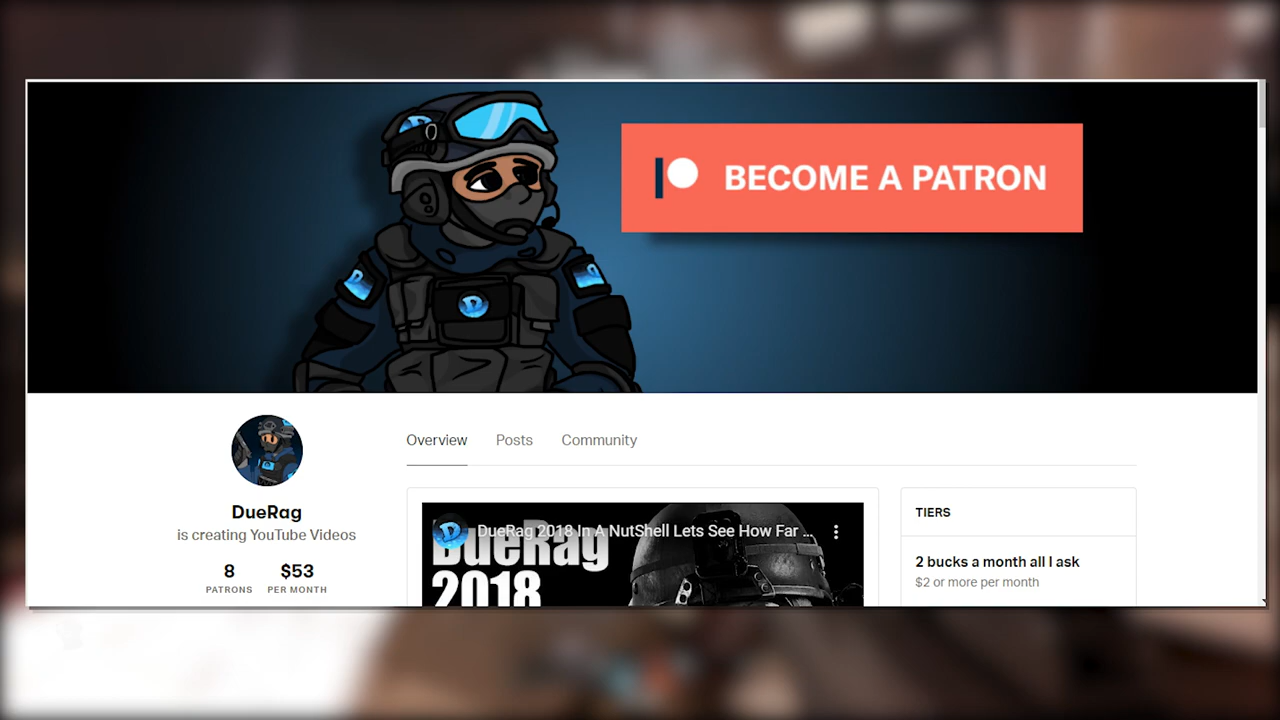 BECOME A PATRON
Overview Posts Community
DueRag
is creating YouTube Videos
8 $53
PATRONS PER MONTH
DueRag 2018 In A NutShell Lets See How Far ...
DueRag
2018
TIERS
2 bucks a month all I ask
$2 or more per month